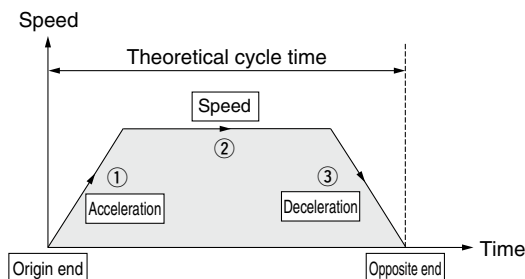 Speed
Theoretical cycle time
Speed
②
①
③
Acceleration
Deceleration
Time
Origin end
Opposite end